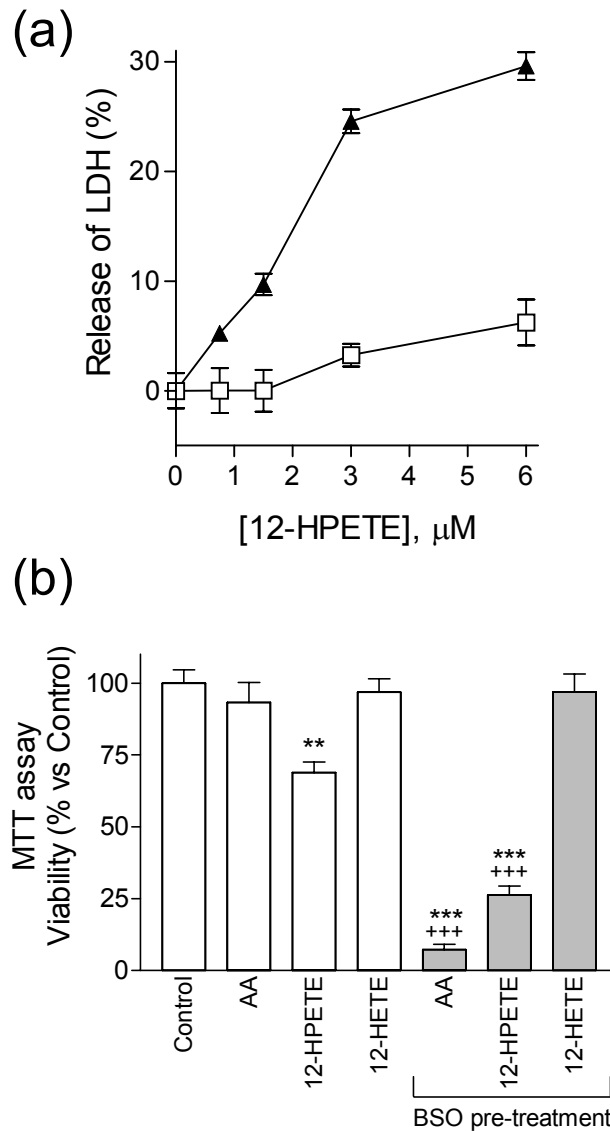 (a)
Release of LDH (%)
30
20
10
0
0 1 2 3 4 5 6
[12-HPETE], μM
(b)
MTT assay
Viability (% vs Control)
100
75
50
25
0
**
***
+++
***
+++
Control
AA
12-HPETE
12-HETE
AA
12-HPETE
12-HETE
BSO pre-treatment